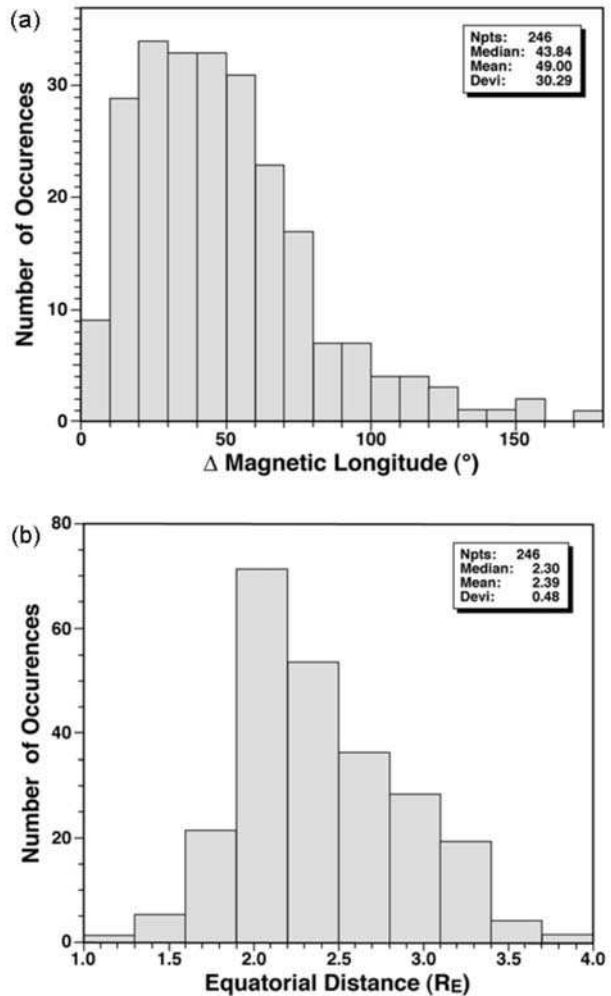 (a)
Number of Occurences
30
20
10
0
Npts: 246
Median: 43.84
Mean: 49.00
Devi: 30.29
0 50 100 150
Δ Magnetic Longitude (°)
(b)
Number of Occurences
80
60
40
20
0
Npts: 246
Median: 2.30
Mean: 2.39
Devi: 0.48
1.0 1.5 2.0 2.5 3.0 3.5 4.0
Equatorial Distance (RE)